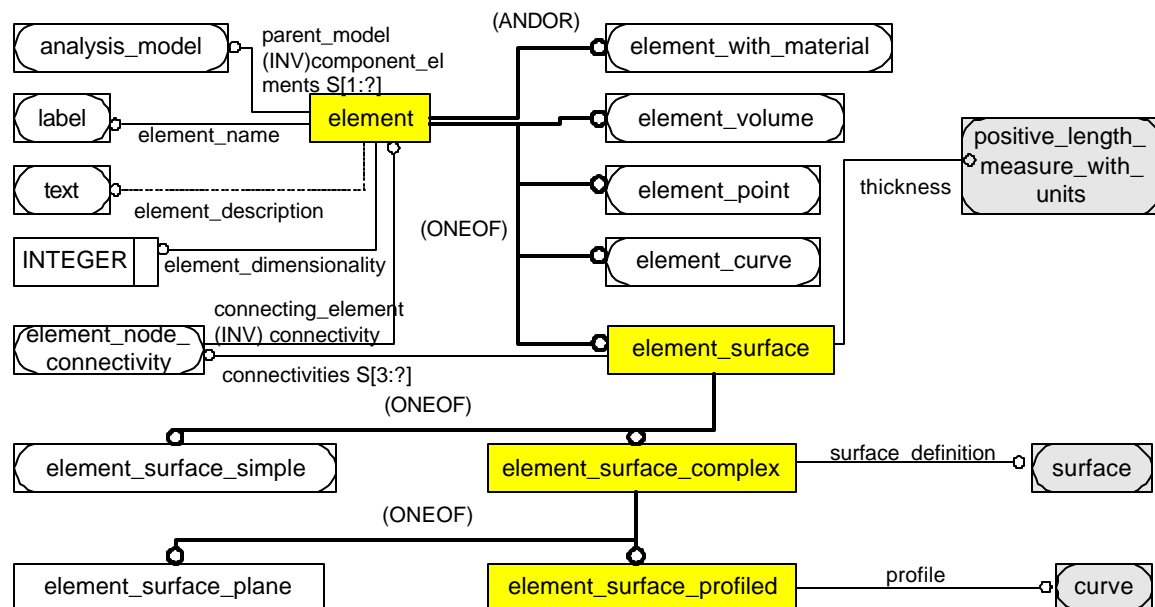 (ANDOR)
analysis_model
parent_model
(INV)component_el
ments S[1:?]
element_with_material
label
element_name
element
element_volume
positive_length_
measure_with_
units
text
element_description
element_point
thickness
(ONEOF)
INTEGER
element_dimensionality
element_curve
connecting_element
(INV) connectivity
element_node_
connectivity
element_surface
connectivities S[3:?]
(ONEOF)
element_surface_simple
element_surface_complex
surface_definition
surface
(ONEOF)
element_surface_plane
element_surface_profiled
profile
curve